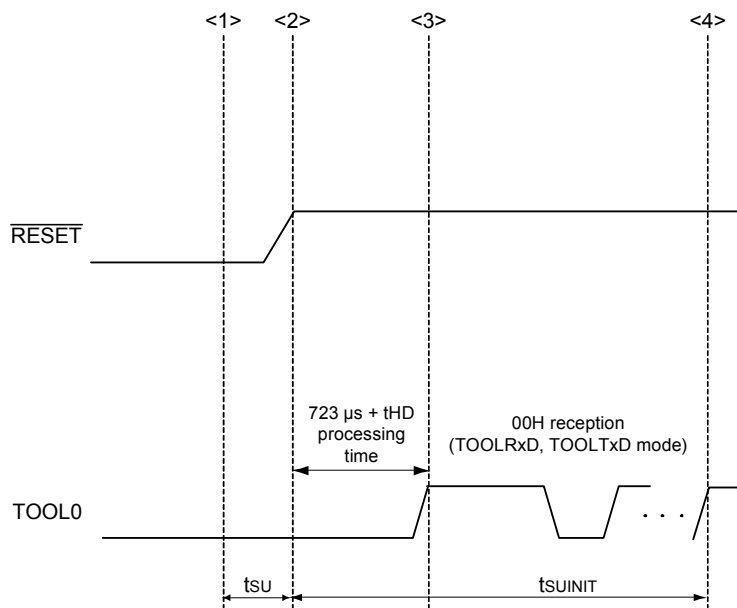 <1> <2> <3> <4>
RESET
723 µs + tHD
processing
time
00H reception
(TOOLRxD, TOOLTxD mode)
TOOL0
. . .
tSU tSUINIT